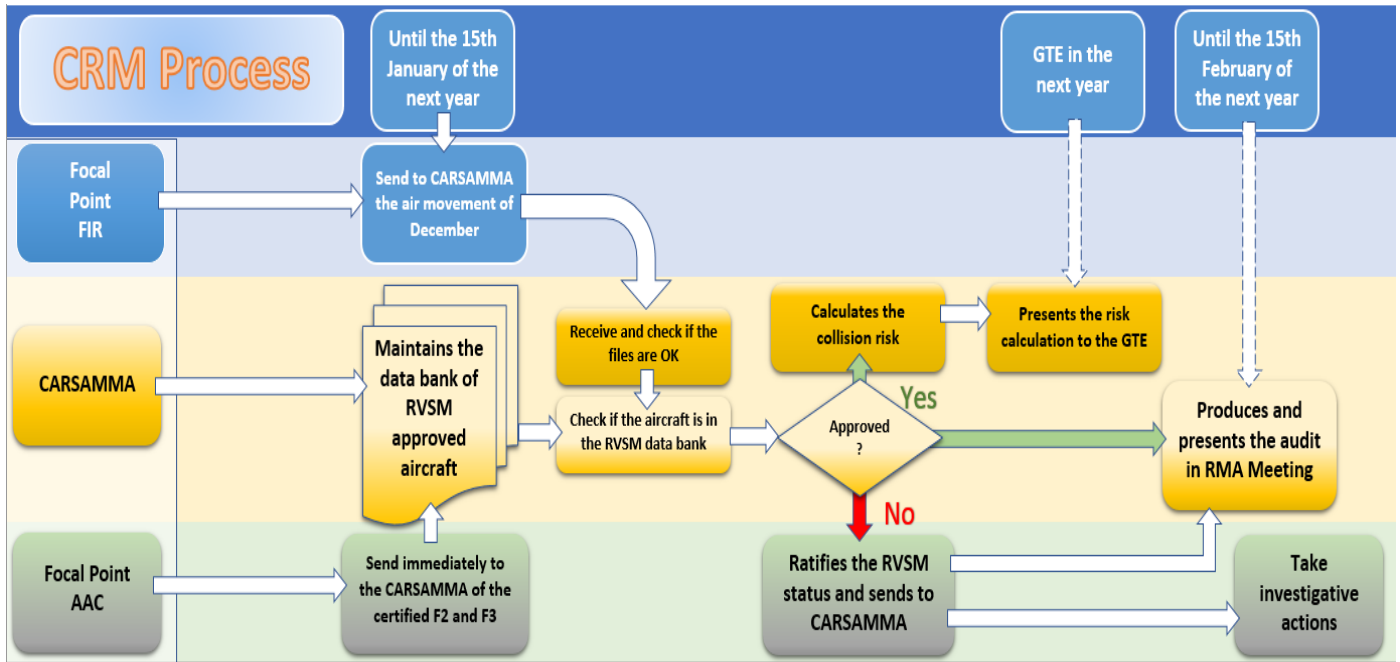 CRM Process
Until the 15th
January of the
next year
GTE in the
next year
Until the 15th
February of
the next year
Focal
Point
FIR
Send to CARSAMMA
the air movement of
December
CARSAMMA
Maintains the
data bank of
RVSM
approved
aircraft
Receive and check if the
files are OK
Check if the aircraft is in
the RVSM data bank
Calculates the
collision risk
Presents the risk
calculation to the GTE
Approved
?
Yes
No
Produces and
presents the audit
in RMA Meeting
Focal Point
AAC
Send immediately to
the CARSAMMA of the
certified F2 and F3
Ratifies the RVSM
status and sends to
CARSAMMA
Take
investigative
actions